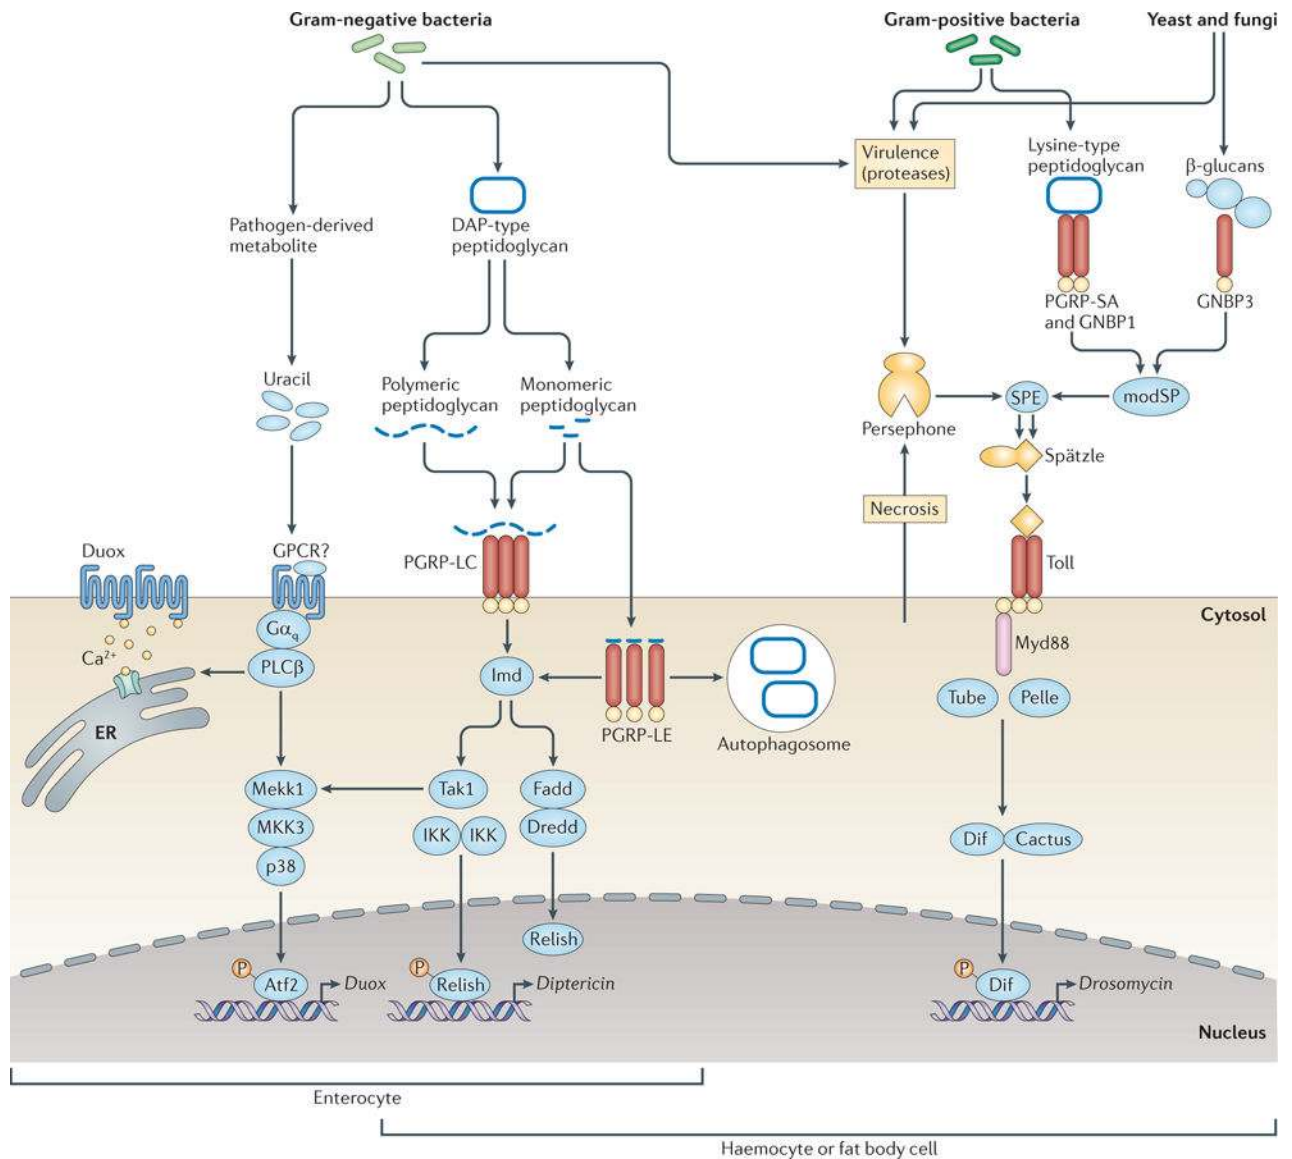 Gram-negative bacteria
Gram-positive bacteria
Yeast and fungi
Virulence
(proteases)
Lysine-type
peptidoglycan
β-glucans
Pathogen-derived
metabolite
DAP-type
peptidoglycan
PGRP-SA
and GNBP1
GNBP3
Uracil
Polymeric
peptidoglycan
Monomeric
peptidoglycan
Persephone
SPE
modSP
Spätzle
Necrosis
Duox
GPCR?
PGRP-LC
Toll
Cytosol
Gαq
PLCβ
Ca2+
ER
Imd
PGRP-LE
Autophagosome
Myd88
Tube
Pelle
Mekk1
MKK3
p38
Tak1
IKK
IKK
Fadd
Dredd
Dif
Cactus
Relish
P
Atf2
Duox
P
Relish
Diptericin
P
Dif
Drosomycin
Nucleus
Enterocyte
Haemocyte or fat body cell